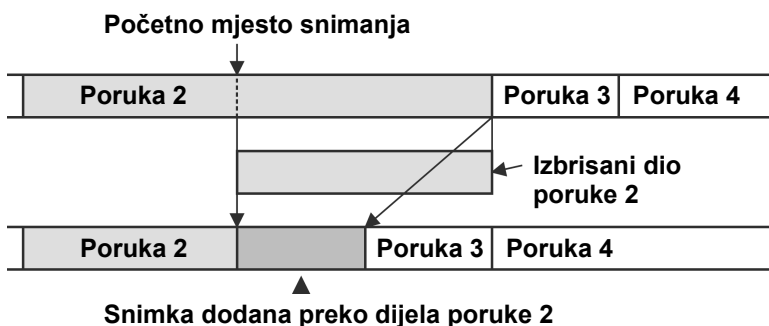 Početno mjesto snimanja
Poruka 2 Poruka 3 Poruka 4
Izbrisani dio
poruke 2
Poruka 2 Poruka 3 Poruka 4
Snimka dodana preko dijela poruke 2